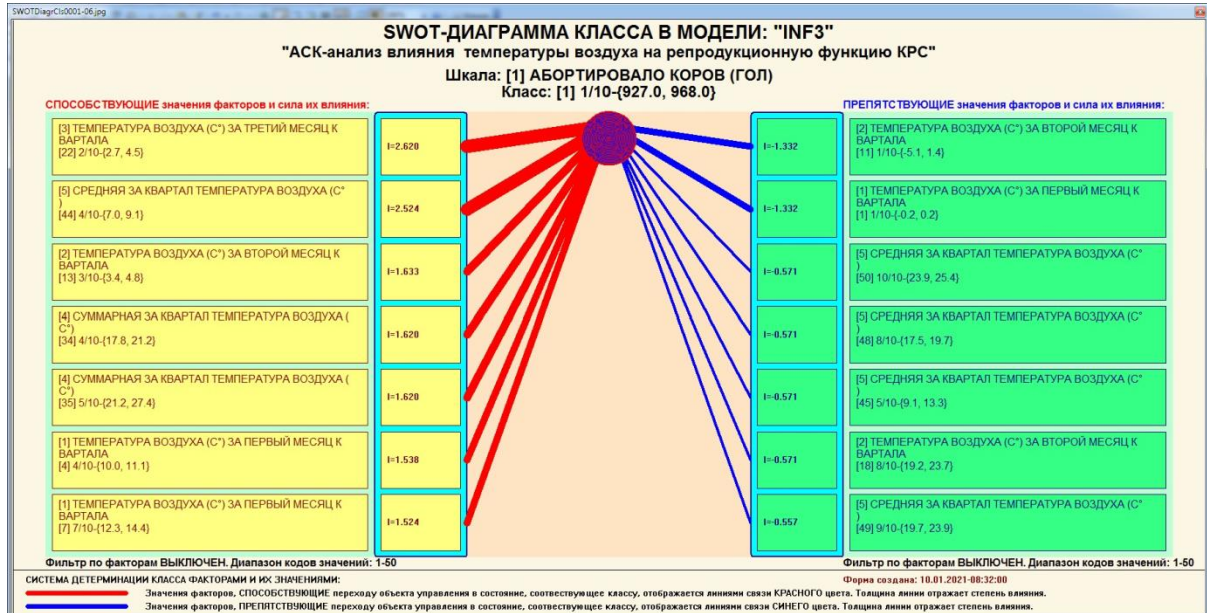 SWOTDiagrCls0001-06.jpg
SWOT-ДИАГРАММА КЛАССА В МОДЕЛИ: "INF3"
"АСК-анализ влияния температуры воздуха на репродукционную функцию КРС"
Шкала: [1] АБОРТИРОВАЛО КОРОВ (ГОЛ)
Класс: [1] 1/10-{927.0, 968.0}
СПОСОБСТВУЮЩИЕ значения факторов и сила их влияния:
[3] ТЕМПЕРАТУРА ВОЗДУХА (С°) ЗА ТРЕТИЙ МЕСЯЦ К
ВАРТАЛА
[22] 2/10-{2.7, 4.5}
I=2.620
[5] СРЕДНЯЯ ЗА КВАРТАЛ ТЕМПЕРАТУРА ВОЗДУХА (С°
)
[44] 4/10-{7.0, 9.1}
I=2.524
[2] ТЕМПЕРАТУРА ВОЗДУХА (С°) ЗА ВТОРОЙ МЕСЯЦ К
ВАРТАЛА
[13] 3/10-{3.4, 4.8}
I=1.633
[4] СУММАРНАЯ ЗА КВАРТАЛ ТЕМПЕРАТУРА ВОЗДУХА (
С°)
[34] 4/10-{17.8, 21.2}
I=1.620
[4] СУММАРНАЯ ЗА КВАРТАЛ ТЕМПЕРАТУРА ВОЗДУХА (
С°)
[35] 5/10-{21.2, 27.4}
I=1.620
[1] ТЕМПЕРАТУРА ВОЗДУХА (С°) ЗА ПЕРВЫЙ МЕСЯЦ К
ВАРТАЛА
[4] 4/10-{10.0, 11.1}
I=1.538
[1] ТЕМПЕРАТУРА ВОЗДУХА (С°) ЗА ПЕРВЫЙ МЕСЯЦ К
ВАРТАЛА
[7] 7/10-{12.3, 14.4}
I=1.524
Фильтр по факторам ВЫКЛЮЧЕН. Диапазон кодов значений: 1-50
ПРЕПЯТСТВУЮЩИЕ значения факторов и сила их влияния:
I=-1.332
[2] ТЕМПЕРАТУРА ВОЗДУХА (С°) ЗА ВТОРОЙ МЕСЯЦ К
ВАРТАЛА
[11] 1/10-{-5.1, 1.4}
I=-1.332
[1] ТЕМПЕРАТУРА ВОЗДУХА (С°) ЗА ПЕРВЫЙ МЕСЯЦ К
ВАРТАЛА
[1] 1/10-{-0.2, 0.2}
I=-0.571
[5] СРЕДНЯЯ ЗА КВАРТАЛ ТЕМПЕРАТУРА ВОЗДУХА (С°
)
[50] 10/10-{23.9, 25.4}
I=-0.571
[5] СРЕДНЯЯ ЗА КВАРТАЛ ТЕМПЕРАТУРА ВОЗДУХА (С°
)
[48] 8/10-{17.5, 19.7}
I=-0.571
[5] СРЕДНЯЯ ЗА КВАРТАЛ ТЕМПЕРАТУРА ВОЗДУХА (С°
)
[45] 5/10-{9.1, 13.3}
I=-0.571
[2] ТЕМПЕРАТУРА ВОЗДУХА (С°) ЗА ВТОРОЙ МЕСЯЦ К
ВАРТАЛА
[18] 8/10-{19.2, 23.7}
I=-0.557
[5] СРЕДНЯЯ ЗА КВАРТАЛ ТЕМПЕРАТУРА ВОЗДУХА (С°
)
[49] 9/10-{19.7, 23.9}
Фильтр по факторам ВЫКЛЮЧЕН. Диапазон кодов значений: 1-50
СИСТЕМА ДЕТЕРМИНАЦИИ КЛАССА ФАКТОРАМИ И ИХ ЗНАЧЕНИЯМИ:
Форма создана: 10.01.2021-08:32:00
Значения факторов, СПОСОБСТВУЮЩИЕ переходу объекта управления в состояние, соотвествующее классу, отображается линиями связи КРАСНОГО цвета. Толщина линии отражает степень влияния.
Значения факторов, ПРЕПЯТСТВУЮЩИЕ переходу объекта управления в состояние, соотвествующее классу, отображается линиями связи СИНЕГО цвета. Толщина линии отражает степень влияния.